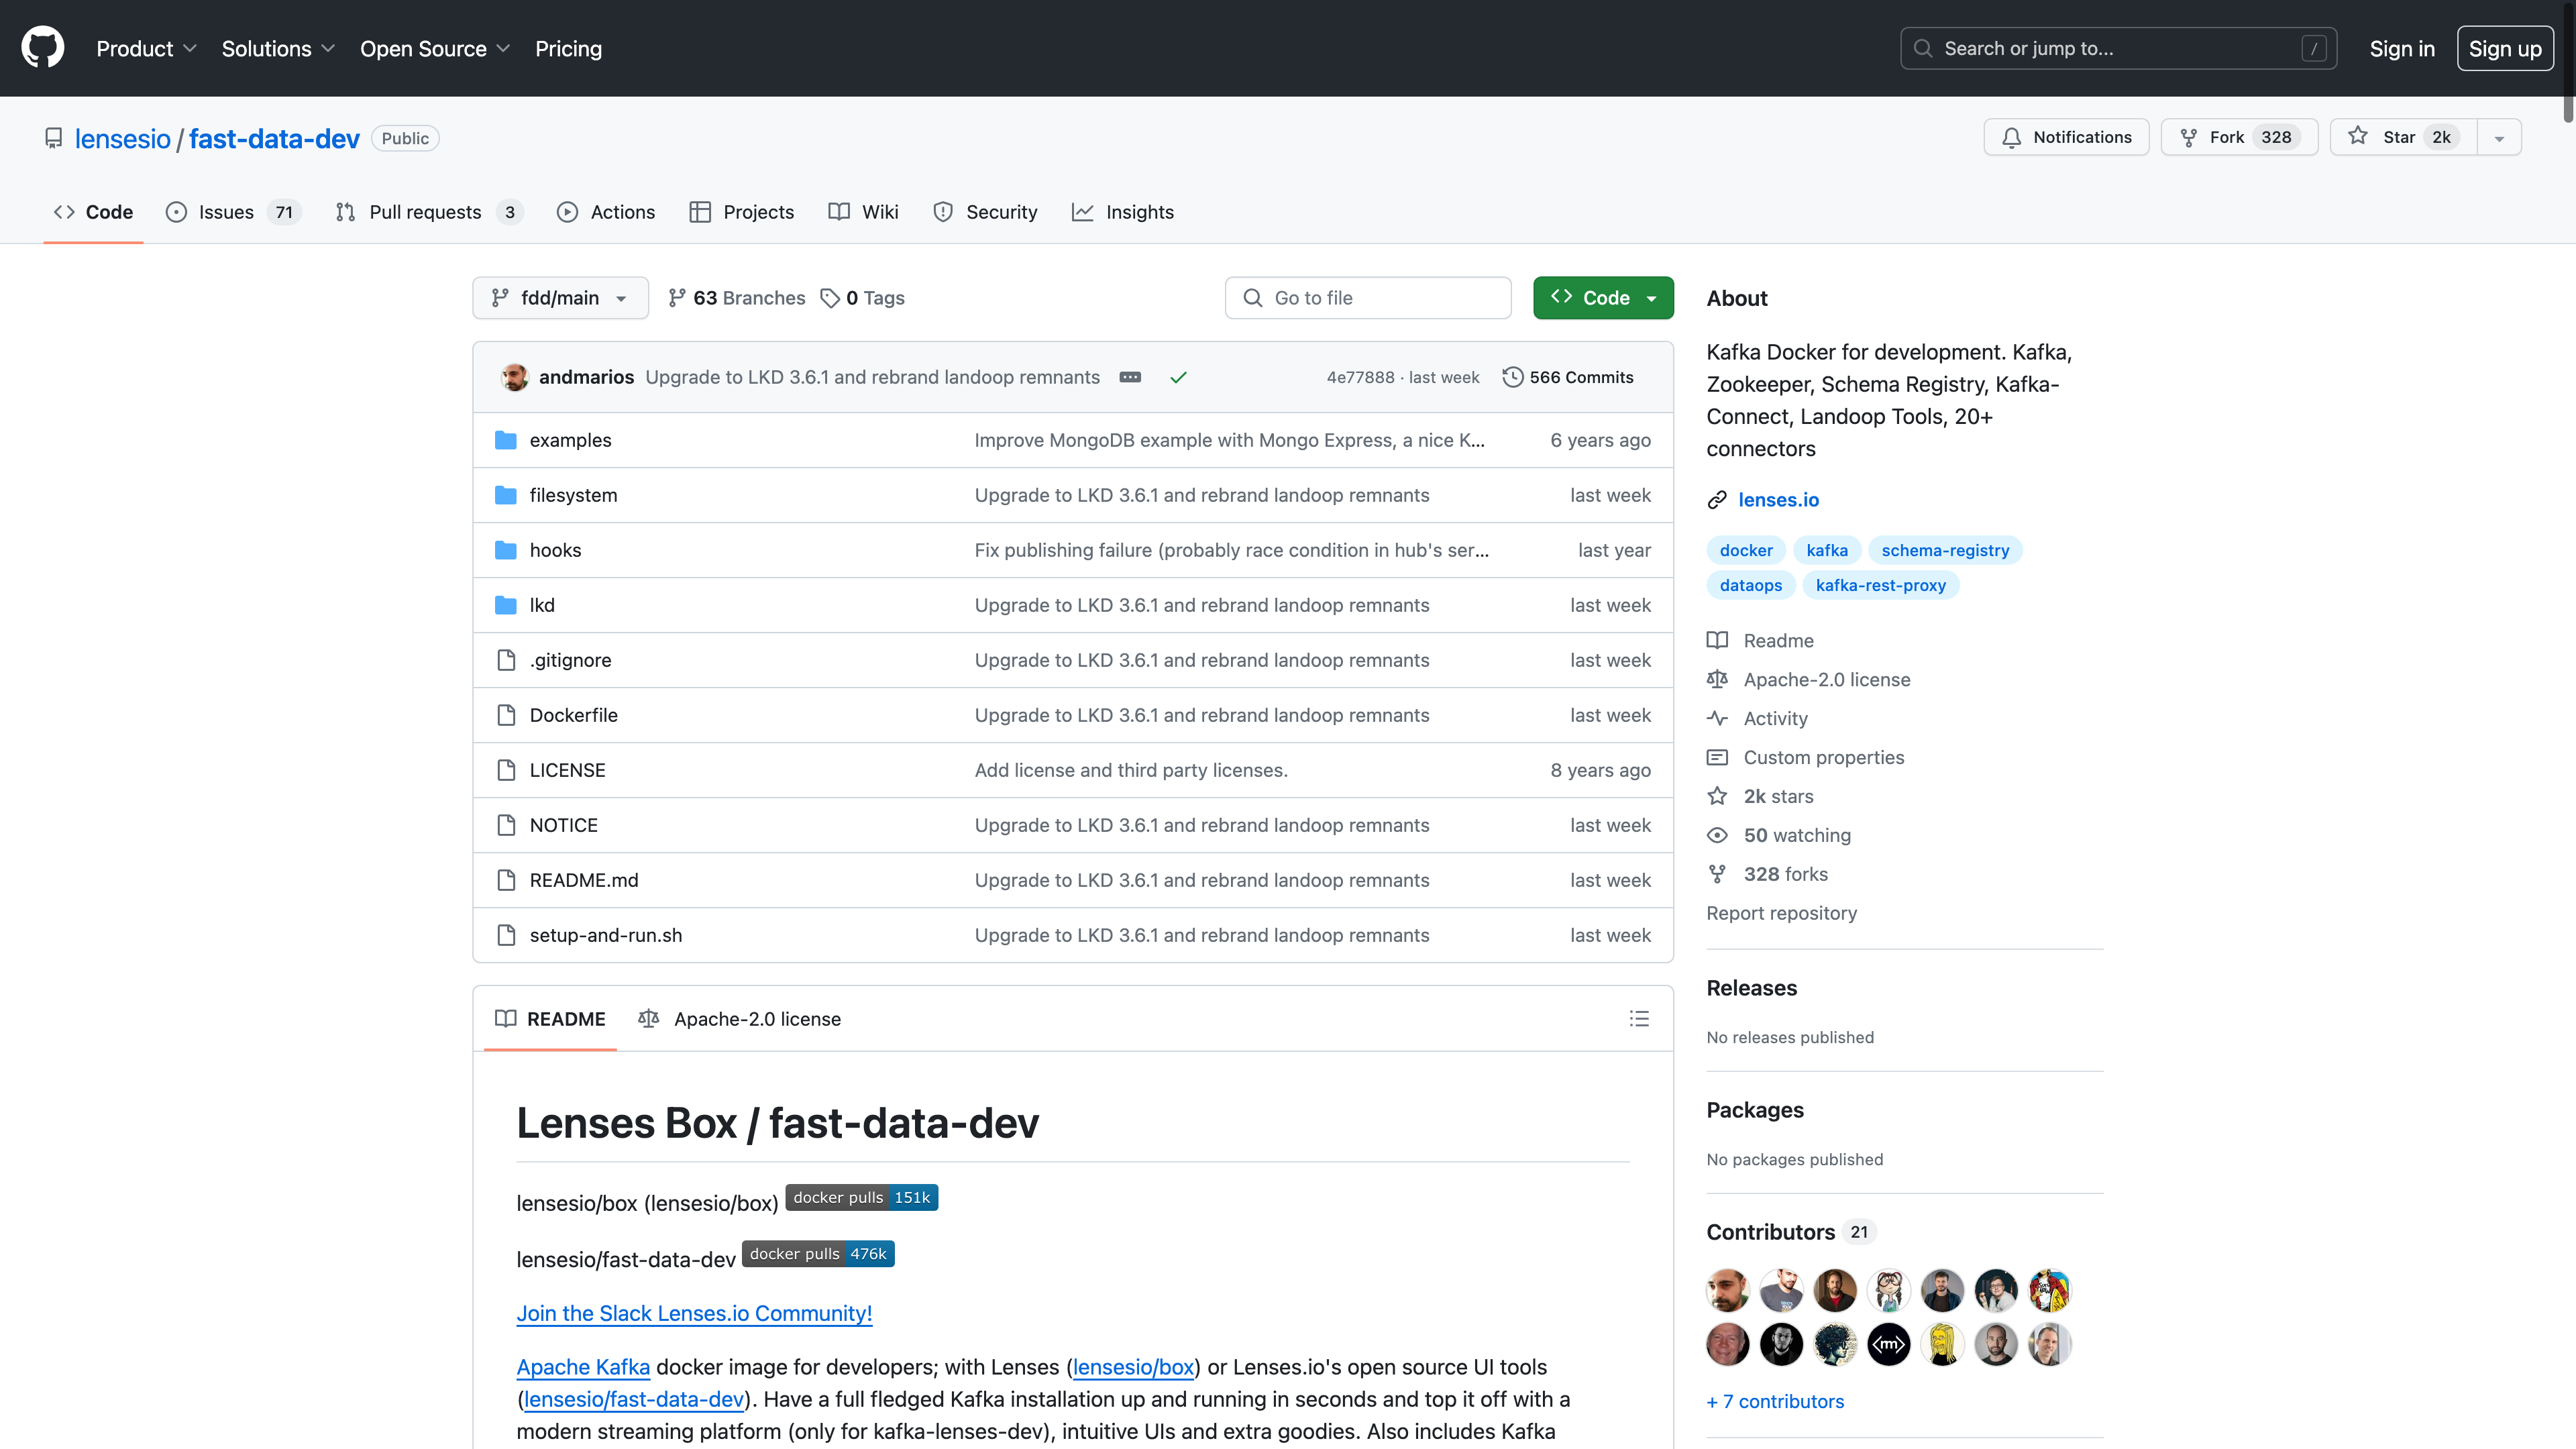 Product Solutions Open Source Pricing Search or jump to... / Sign in Sign up
lensesio / fast-data-dev Public Notifications Fork 328 Star 2k
Code Issues 71 Pull requests 3 Actions Projects Wiki Security Insights
fdd/main 63 Branches 0 Tags Go to file Code
andmarios Upgrade to LKD 3.6.1 and rebrand landoop remnants 4e77888 · last week 566 Commits
examples Improve MongoDB example with Mongo Express, a nice K... 6 years ago
filesystem Upgrade to LKD 3.6.1 and rebrand landoop remnants last week
hooks Fix publishing failure (probably race condition in hub's ser... last year
lkd Upgrade to LKD 3.6.1 and rebrand landoop remnants last week
.gitignore Upgrade to LKD 3.6.1 and rebrand landoop remnants last week
Dockerfile Upgrade to LKD 3.6.1 and rebrand landoop remnants last week
LICENSE Add license and third party licenses. 8 years ago
NOTICE Upgrade to LKD 3.6.1 and rebrand landoop remnants last week
README.md Upgrade to LKD 3.6.1 and rebrand landoop remnants last week
setup-and-run.sh Upgrade to LKD 3.6.1 and rebrand landoop remnants last week
README Apache-2.0 license
Lenses Box / fast-data-dev
lensesio/box (lensesio/box) docker pulls 151k
lensesio/fast-data-dev docker pulls 476k
Join the Slack Lenses.io Community!
Apache Kafka docker image for developers; with Lenses (lensesio/box) or Lenses.io's open source UI tools
(lensesio/fast-data-dev). Have a full fledged Kafka installation up and running in seconds and top it off with a
modern streaming platform (only for kafka-lenses-dev), intuitive UIs and extra goodies. Also includes Kafka
About
Kafka Docker for development. Kafka,
Zookeeper, Schema Registry, Kafka-
Connect, Landoop Tools, 20+
connectors
lenses.io
docker kafka schema-registry
dataops kafka-rest-proxy
Readme
Apache-2.0 license
Activity
Custom properties
2k stars
50 watching
328 forks
Report repository
Releases
No releases published
Packages
No packages published
Contributors 21
<m>
+ 7 contributors